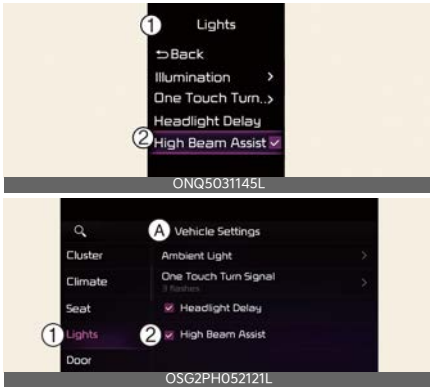 ① Lights
Back
Illumination >
One Touch Turn.. >
Headlight Delay
② High Beam Assist
ONQ5031145L
Ⓐ Vehicle Settings
Cluster
Ambient Light >
Climate
One Touch Turn Signal >
3 flashes
Seat
Headlight Delay
① Lights
② High Beam Assist
Door
OSG2PH052121L